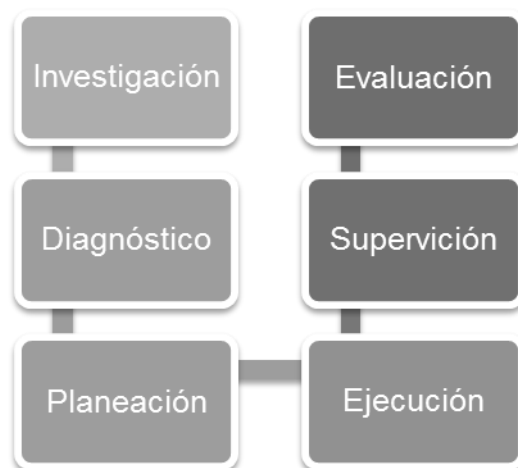 Investigación
Diagnóstico
Planeación
Ejecución
Supervición
Evaluación